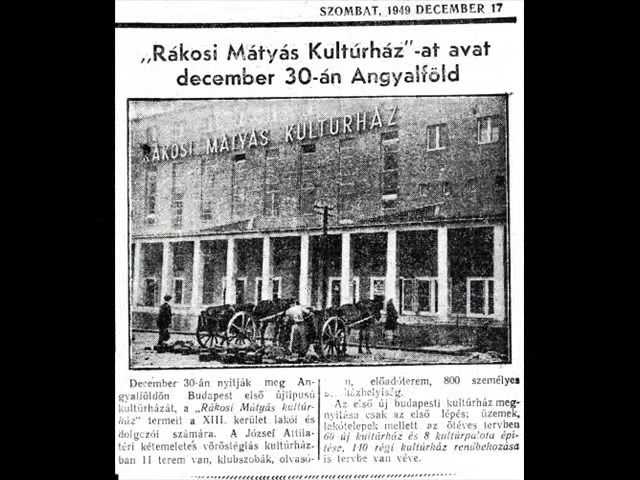 SZOMBAT, 1949 DECEMBER 17
„Rákosi Mátyás Kultúrház”-at avat
december 30-án Angyalföld
RÁKOSI MÁTYÁS KULTÚRHÁZ
December 30-án nyitják meg An-
gyalföldön Budapest első újtípusú
kultúrházát, a „Rákosi Mátyás kultúr-
ház” termeit a XIII. kerület lakói és
dolgozói számára. A József Attila-
téri kétemeletes vöröstéglás kultúrház-
ban 11 terem van, klubszobák, olvasó-
előadóterem, 800 személyes
Az első új budapesti kultúrház meg-
nyitása csak az első lépés; üzemek,
lakótelepek mellett az ötéves tervben
60 új kultúrház és 8 kultúrpalota épí-
tése, 140 régi kultúrház rendbehozása
is tervbe van véve.